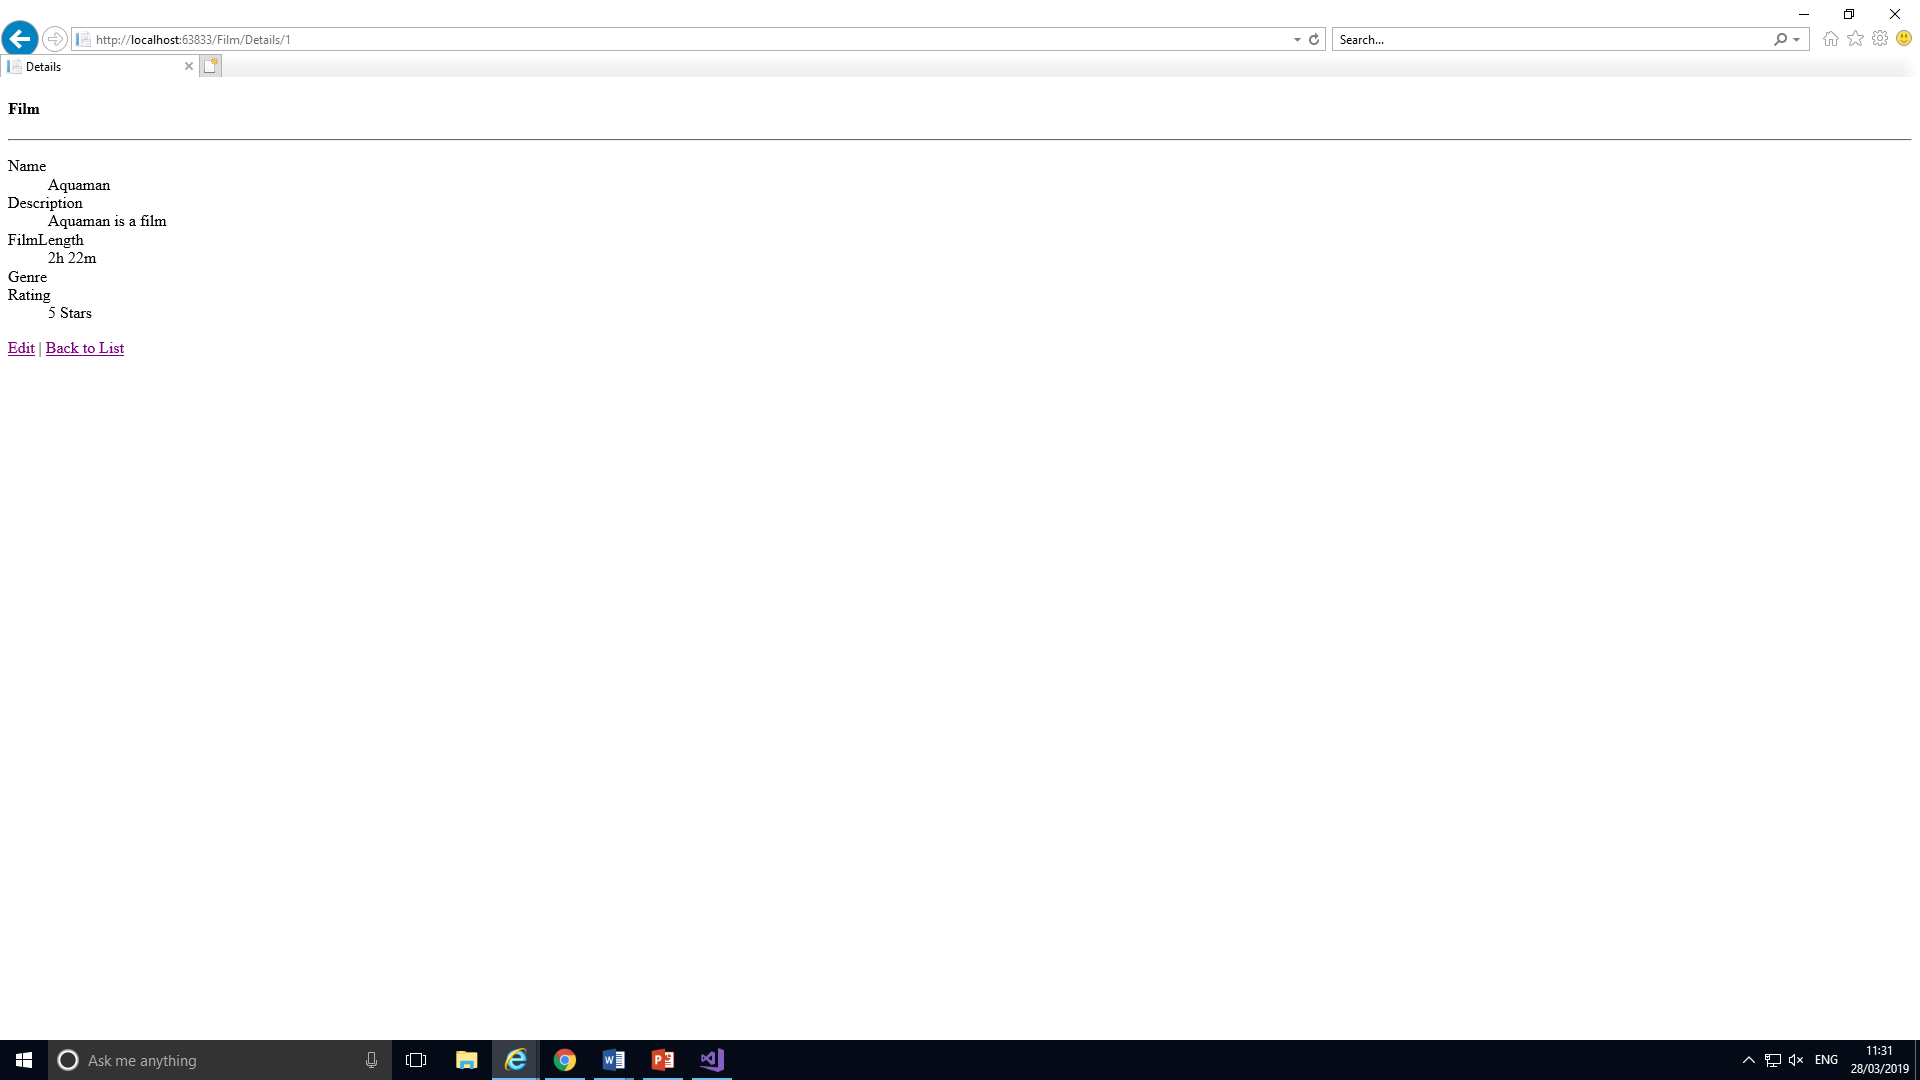 http://localhost:63833/Film/Details/1
Search...
Details
Film
Name
Aquaman
Description
Aquaman is a film
FilmLength
2h 22m
Genre
Rating
5 Stars
Edit | Back to List
Ask me anything
ENG
11:31
28/03/2019